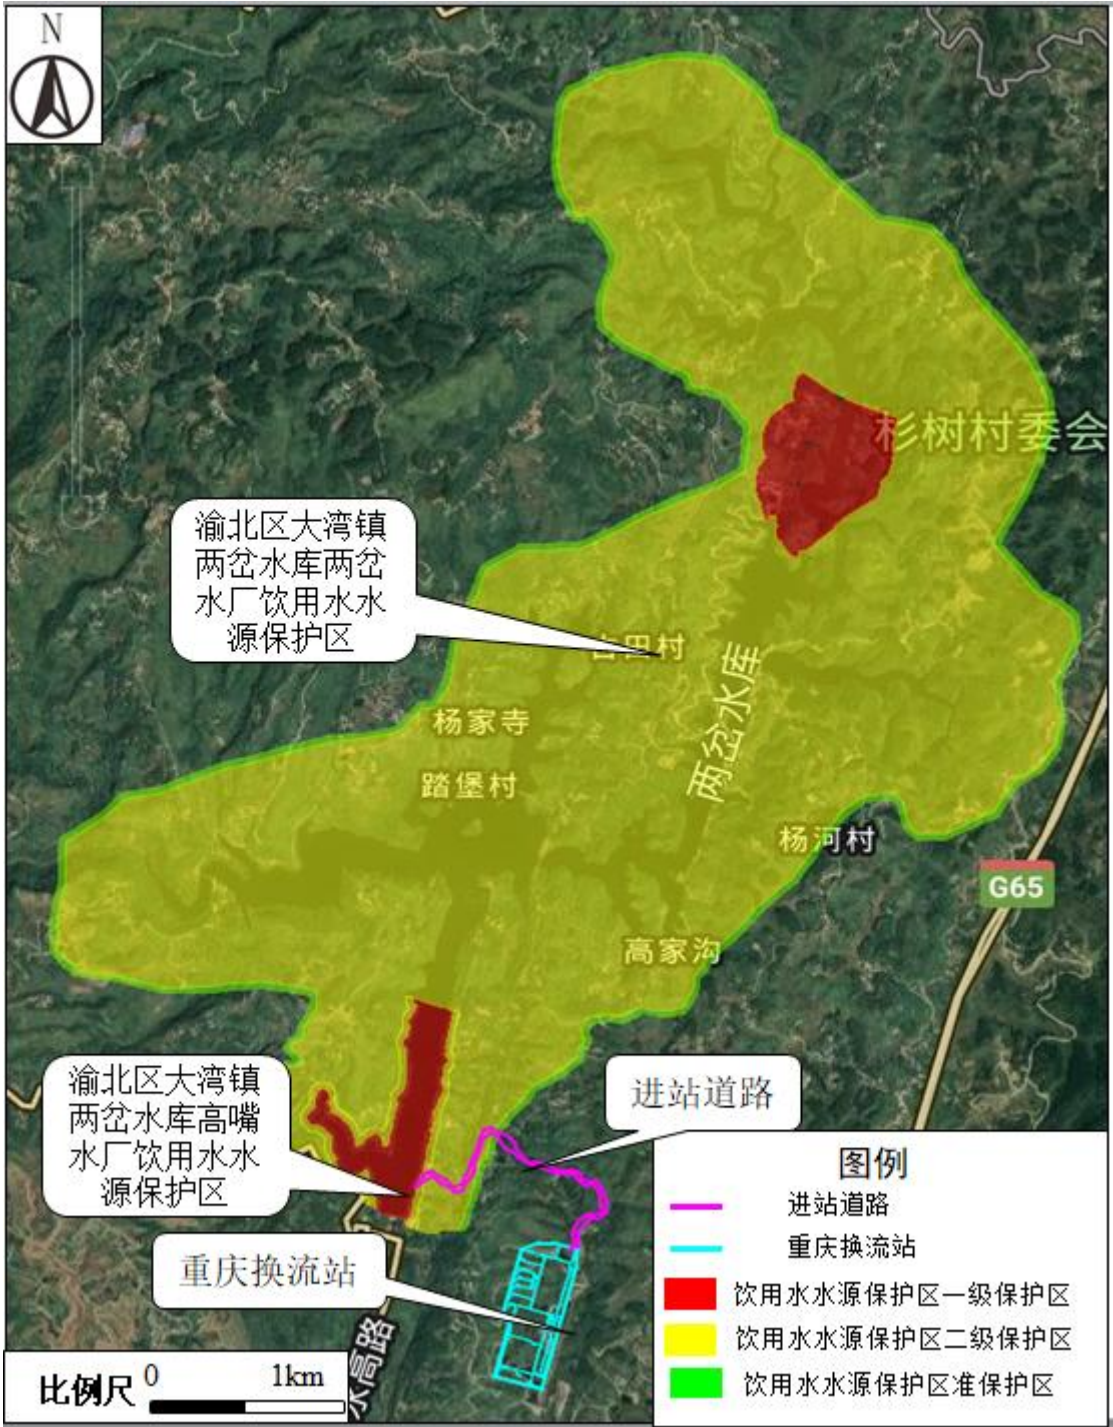 N
杉树村委会
渝北区大湾镇
两岔水库两岔
水厂饮用水水
源保护区
古田村
两岔水库
杨家寺
踏堡村
杨河村
G65
高家沟
渝北区大湾镇
两岔水库高嘴
水厂饮用水水
源保护区
进站道路
重庆换流站
水高路
图例
进站道路
重庆换流站
饮用水水源保护区一级保护区
饮用水水源保护区二级保护区
饮用水水源保护区准保护区
比例尺 0 1km